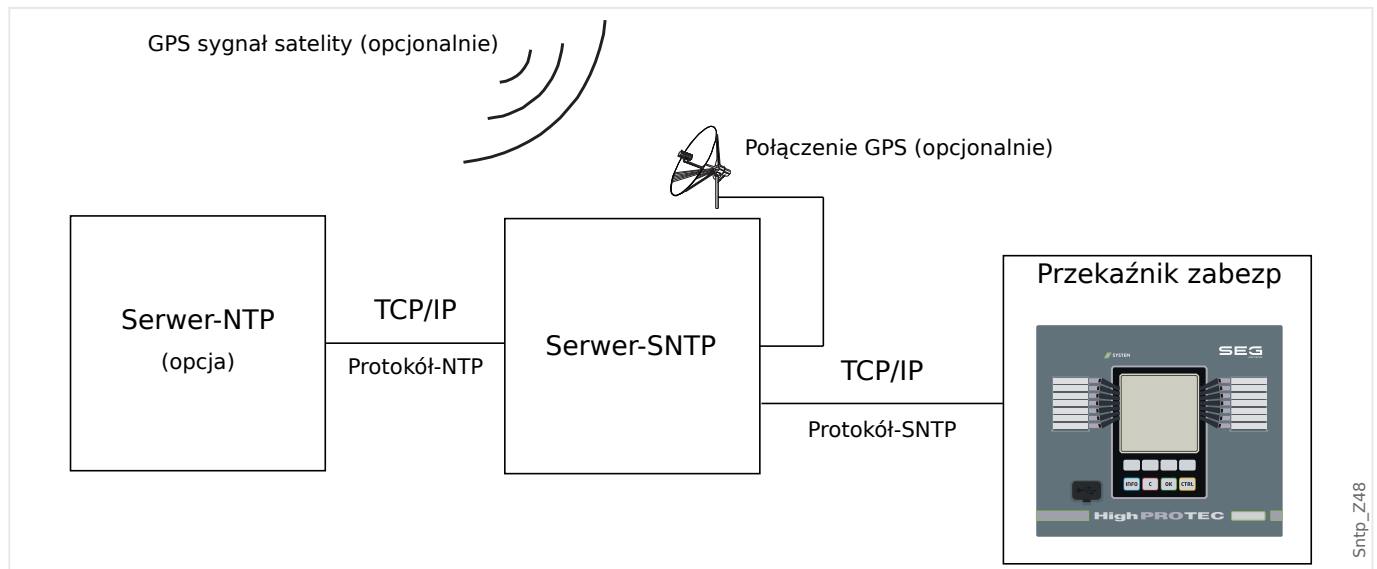 GPS sygnał satelity (opcjonalnie)
Połączenie GPS (opcjonalnie)
Serwer-NTP
(opcja)
TCP/IP
Protokół-NTP
Serwer-SNTP
TCP/IP
Protokół-SNTP
Przekaźnik zabezp
SYSTEM
SEG
INFO
C
OK
CTRL
HighPROTEC
Sntp_Z48